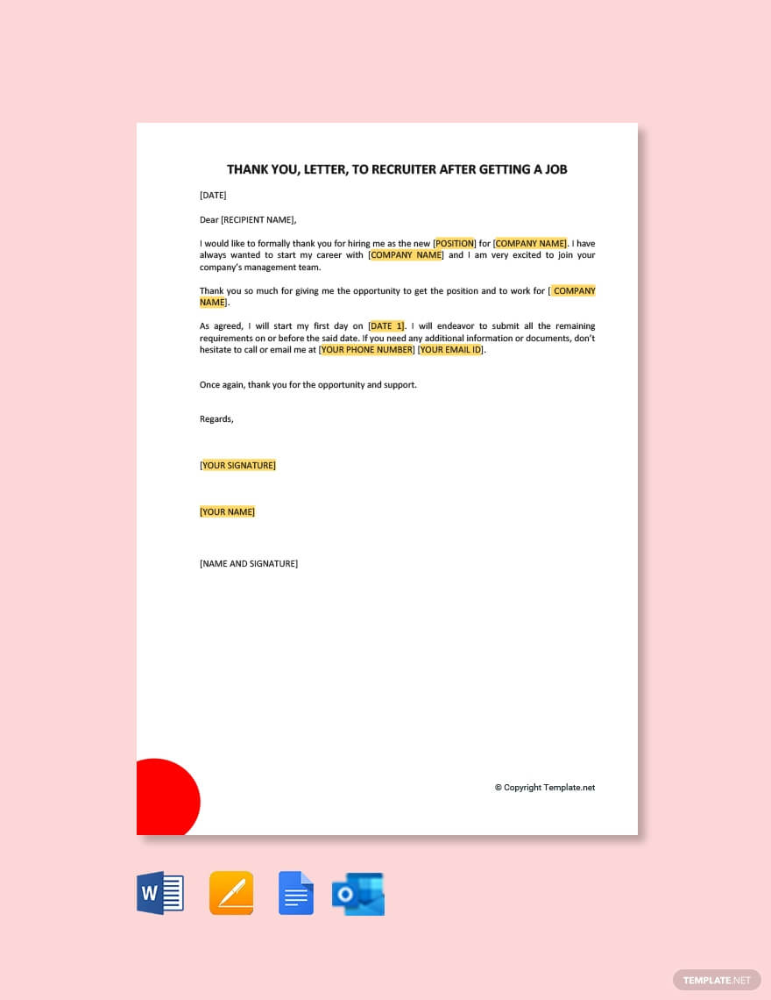 THANK YOU, LETTER, TO RECRUITER AFTER GETTING A JOB
[DATE]
Dear [RECIPIENT NAME],
I would like to formally thank you for hiring me as the new [POSITION] for [COMPANY NAME]. I have
always wanted to start my career with [COMPANY NAME] and I am very excited to join your
company's management team.
Thank you so much for giving me the opportunity to get the position and to work for [ COMPANY
NAME].
As agreed, I will start my first day on [DATE 1]. I will endeavor to submit all the remaining
requirements on or before the said date. If you need any additional information or documents, don't
hesitate to call or email me at [YOUR PHONE NUMBER] [YOUR EMAIL ID].
Once again, thank you for the opportunity and support.
Regards,
[YOUR SIGNATURE]
[YOUR NAME]
[NAME AND SIGNATURE]
© Copyright Template.net
W
TEMPLATE.NET